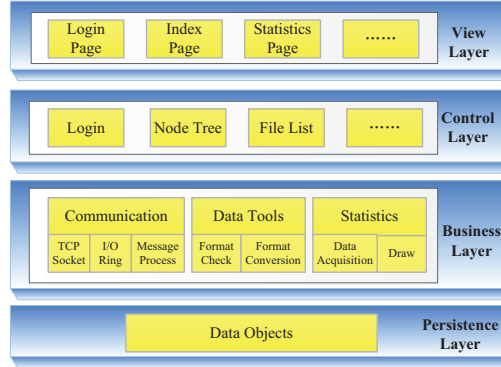 Login Page
Index Page
Statistics Page
......
View Layer
Login
Node Tree
File List
......
Control Layer
Communication
Data Tools
Statistics
TCP Socket
I/O Ring
Message Process
Format Check
Format Conversion
Data Acquisition
Draw
Business Layer
Data Objects
Persistence Layer